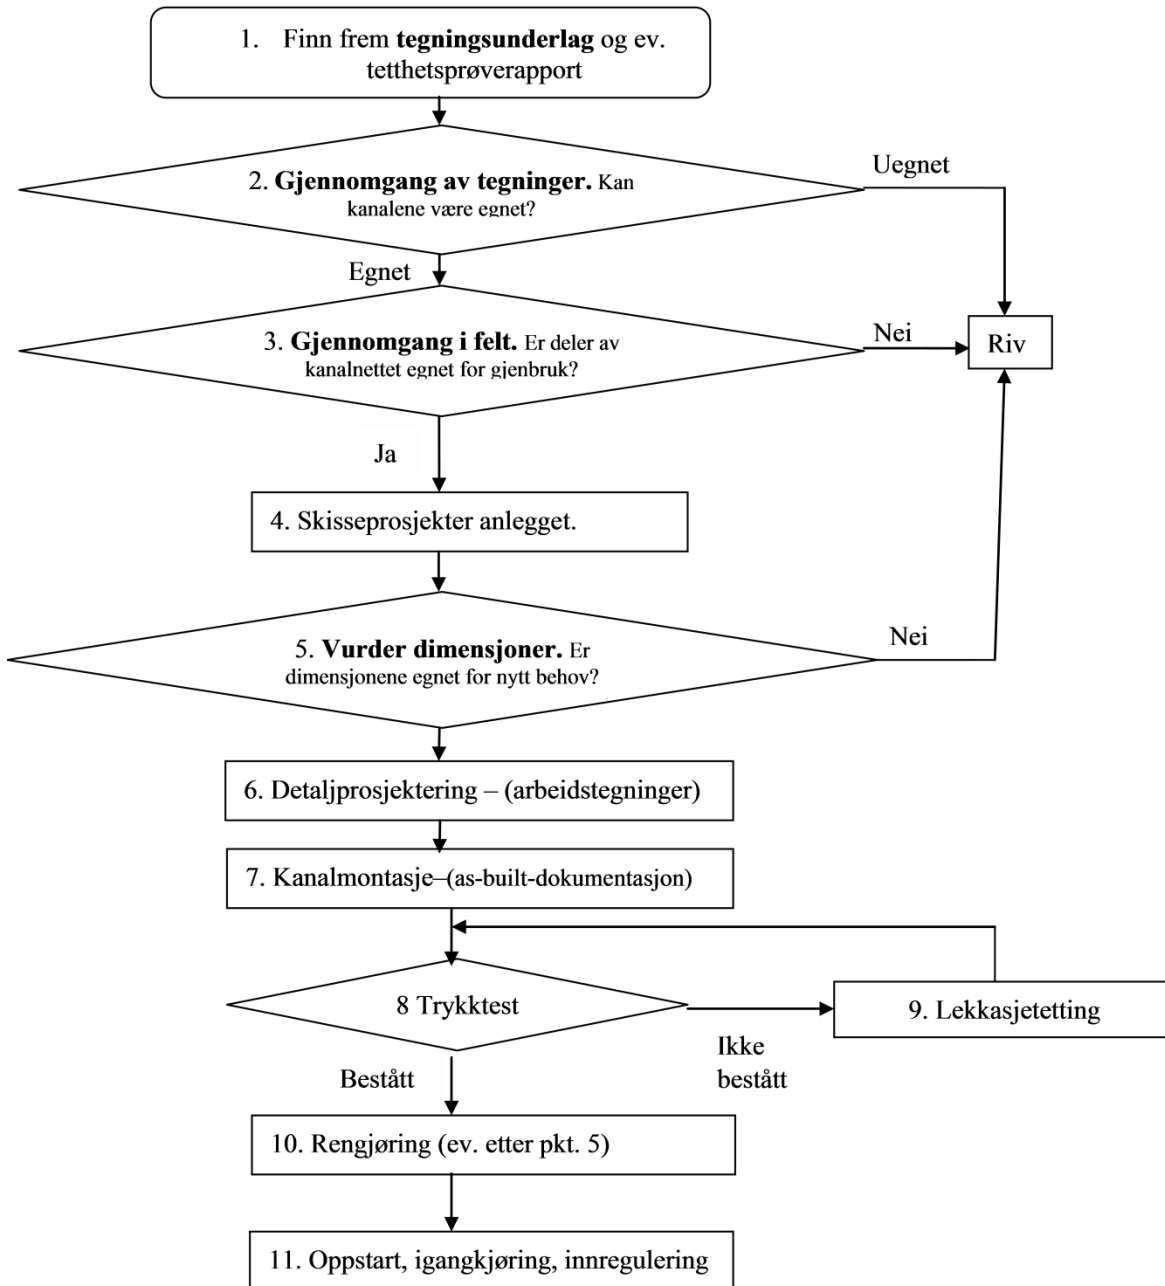 1. Finn frem tegningsunderlag og ev.
tetthetsprøverapport
2. Gjennomgang av tegninger. Kan
kanalene være egnet?
Uegnet
Egnet
3. Gjennomgang i felt. Er deler av
kanalnettet egnet for gjenbruk?
Nei
Riv
Ja
4. Skisseprosjekter anlegget.
5. Vurder dimensjoner. Er
dimensjonene egnet for nytt behov?
Nei
6. Detaljprosjektering – (arbeidstegninger)
7. Kanalmontasje–(as-built-dokumentasjon)
8 Trykktest
9. Lekkasjetetting
Ikke
bestått
Bestått
10. Rengjøring (ev. etter pkt. 5)
11. Oppstart, igangkjøring, innregulering